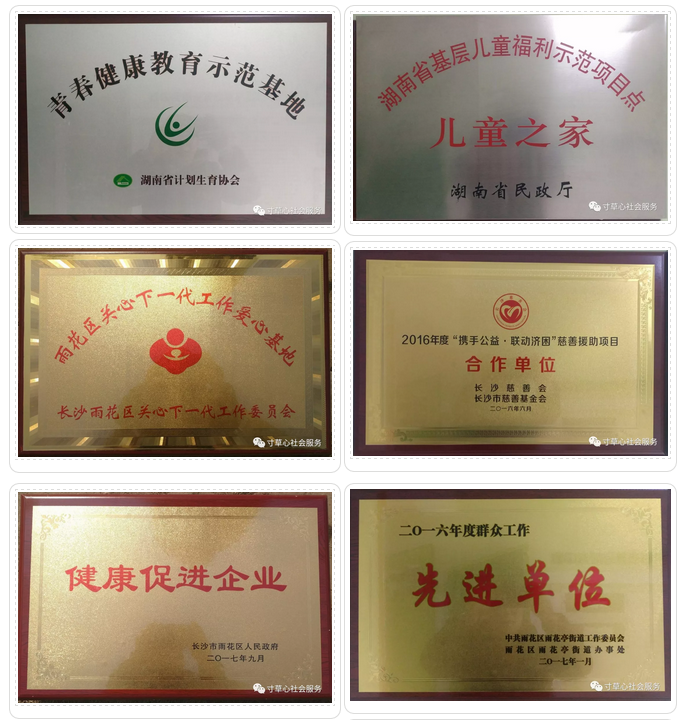 青春健康教育示范基地
湖南省计划生育协会
寸草心社会服务
湖南省基层儿童福利示范项目点
儿童之家
湖南省民政厅
寸草心社会服务
雨花区关心下一代工作爱心基地
长沙雨花区关心下一代工作委员会
寸草心社会服务
2016年度“携手公益·联动济困”慈善援助项目
合作单位
长沙慈善会
长沙市慈善基金会
二〇一六年六月
寸草心社会服务
健康促进企业
长沙市雨花区人民政府
二〇一七年九月
寸草心社会服务
二〇一六年度群众工作
先进单位
中共雨花区雨花亭街道工作委员会
雨花区雨花亭街道办事处
二〇一七年一月
寸草心社会服务